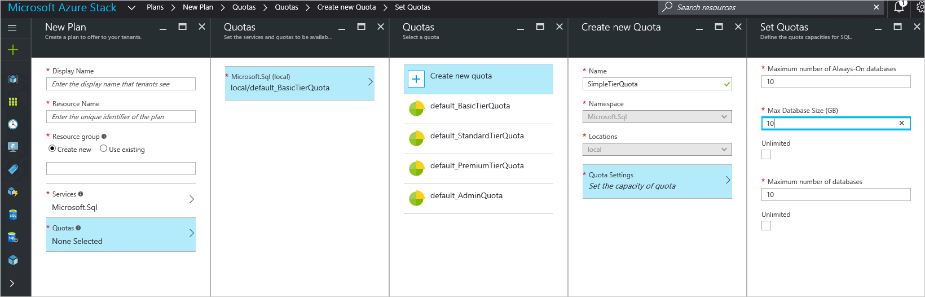 Microsoft Azure Stack
Plans > New Plan > Quotas > Quotas > Create new Quota > Set Quotas
Search resources
1
New Plan
Create a plan to offer to your tenants.
* Display Name
Enter the display name that tenants see
* Resource Name
Enter the unique identifies of the plan
* Resource group
Create new
Use existing
* Services
Microsoft.Sql
* Quotas
None Selected
Quotas
Set the services and quotas to be availab...
* Microsoft.Sql (local)
local/default_BasicTierQuota
Quotas
Select a quota
Create new quota
default_BasicTierQuota
default_StandardTierQuota
default_PremiumTierQuota
default_AdminQuota
Create new Quota
* Name
SimpleTierQuota
* Namespace
Microsoft.Sql
* Locations
local
* Quota Settings
Set the capacity of quota
Set Quotas
Define the quota capacities for SQL.
* Maximum number of Always-On databases
10
* Max Database Size (GB)
10
Unlimited
* Maximum number of databases
10
Unlimited